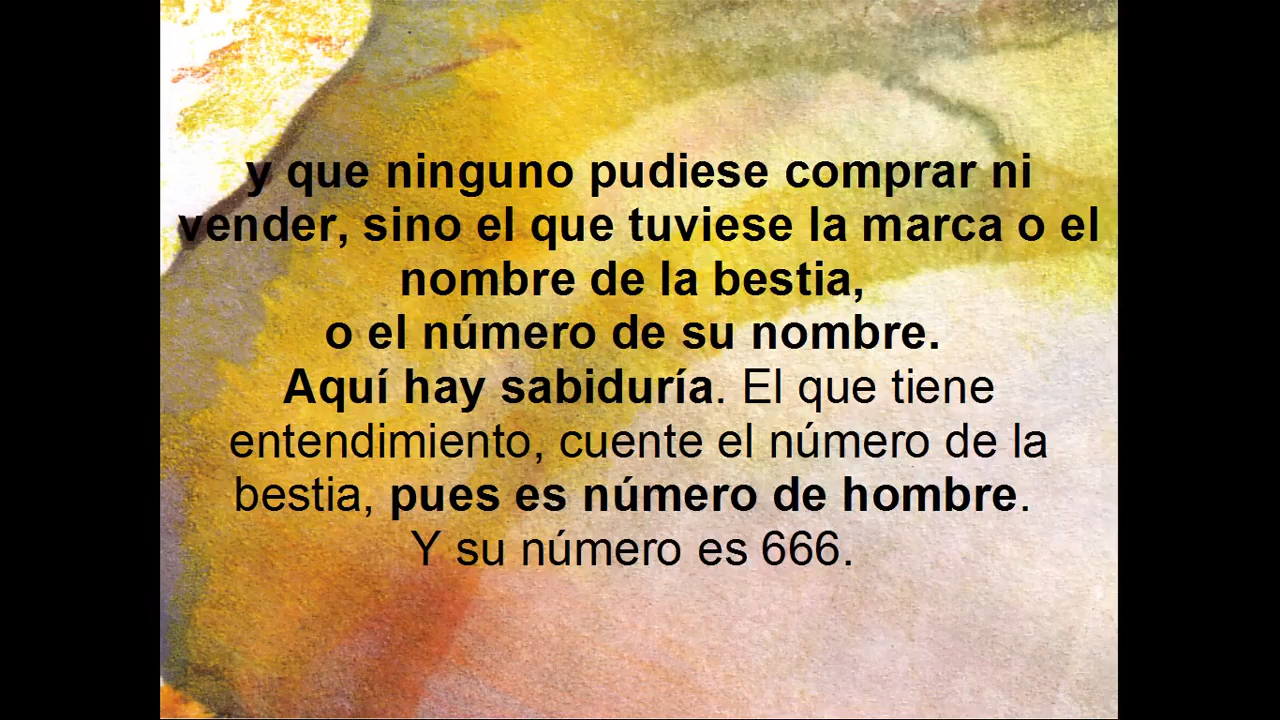 y que ninguno pudiese comprar ni
vender, sino el que tuviese la marca o el
nombre de la bestia,
o el número de su nombre.
Aquí hay sabiduría. El que tiene
entendimiento, cuente el número de la
bestia, pues es número de hombre.
Y su número es 666.